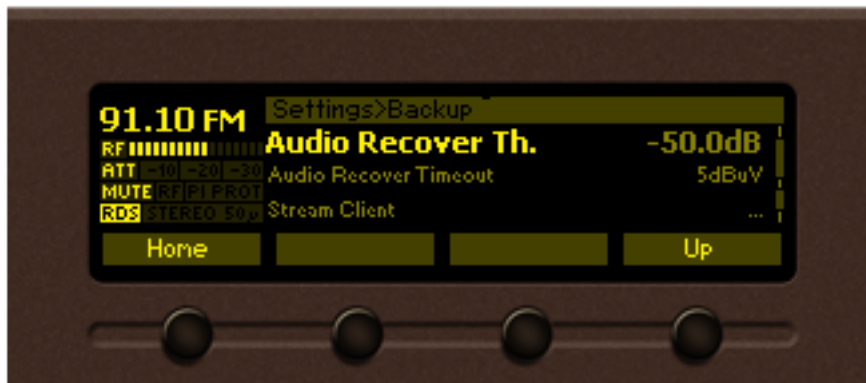 91.10 FM
Settings>Backup
RF
Audio Recover Th. -50.0dB
ATT -10 -20 -30
Audio Recover Timeout 5dBuV
MUTE RF PI PROT
RDS STEREO 50µ
Stream Client ...
Home Up